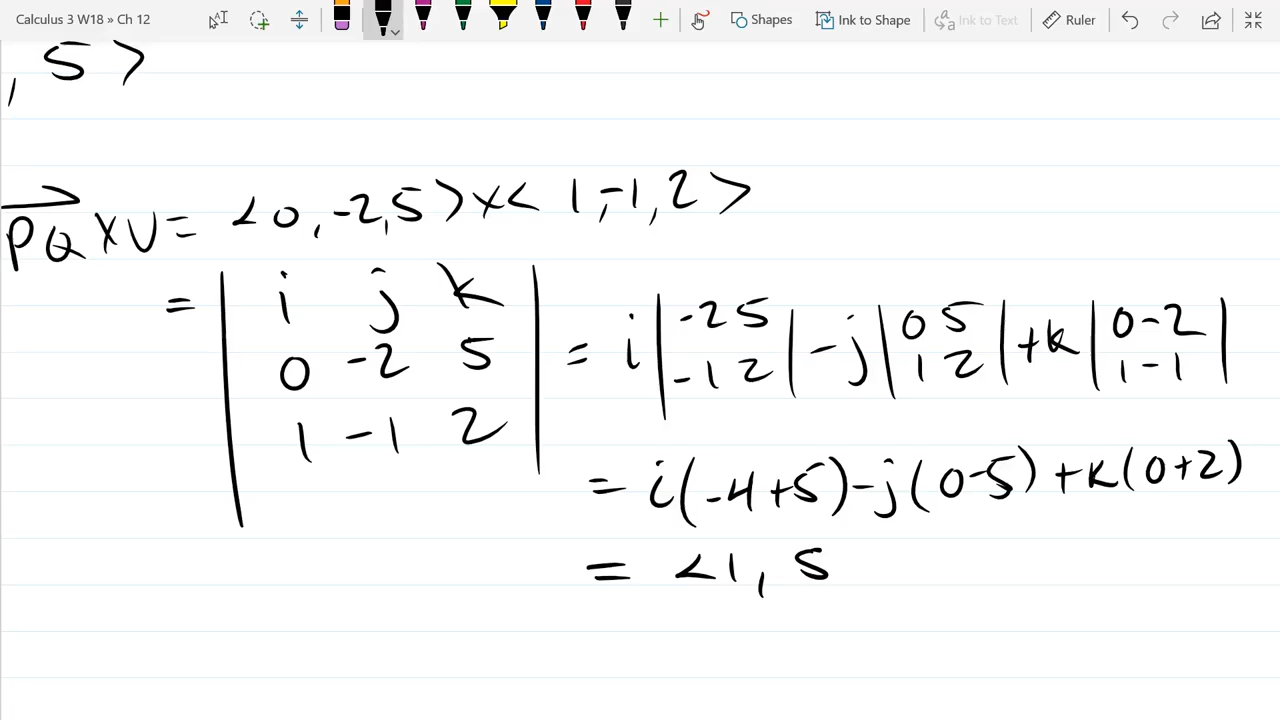 Calculus 3 W18 » Ch 12 Shapes Ink to Shape Ink to Text Ruler
, 5 >
PQ x V = < 0, -2, 5 > x < 1, -1, 2 >
= | i j k | = i | -2 5 | - j | 0 5 | + k | 0 -2 |
| 0 -2 5 | | -1 2 | | 1 2 | | 1 -1 |
| 1 -1 2 |
= i(-4+5) - j(0-5) + k(0+2)
= < 1, 5